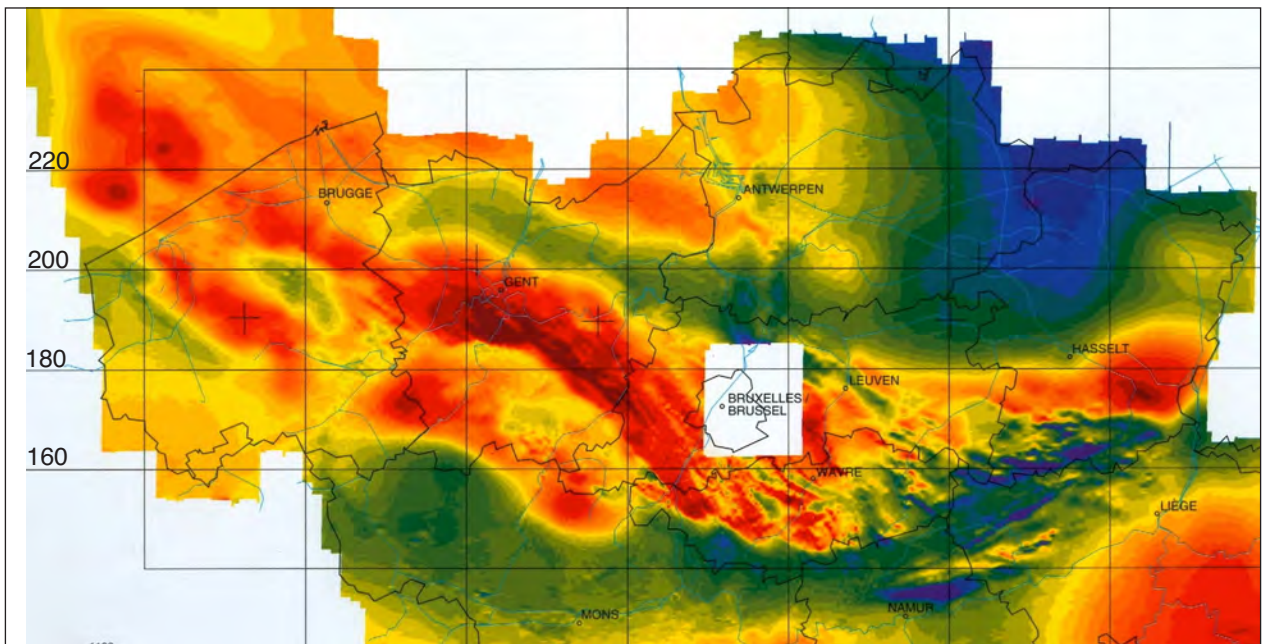 220
BRUGGE
ANTWERPEN
200
GENT
180
HASSELT
LEUVEN
BRUXELLES /
BRUSSEL
160
WAVRE
LIEGE
NAMUR
MONS